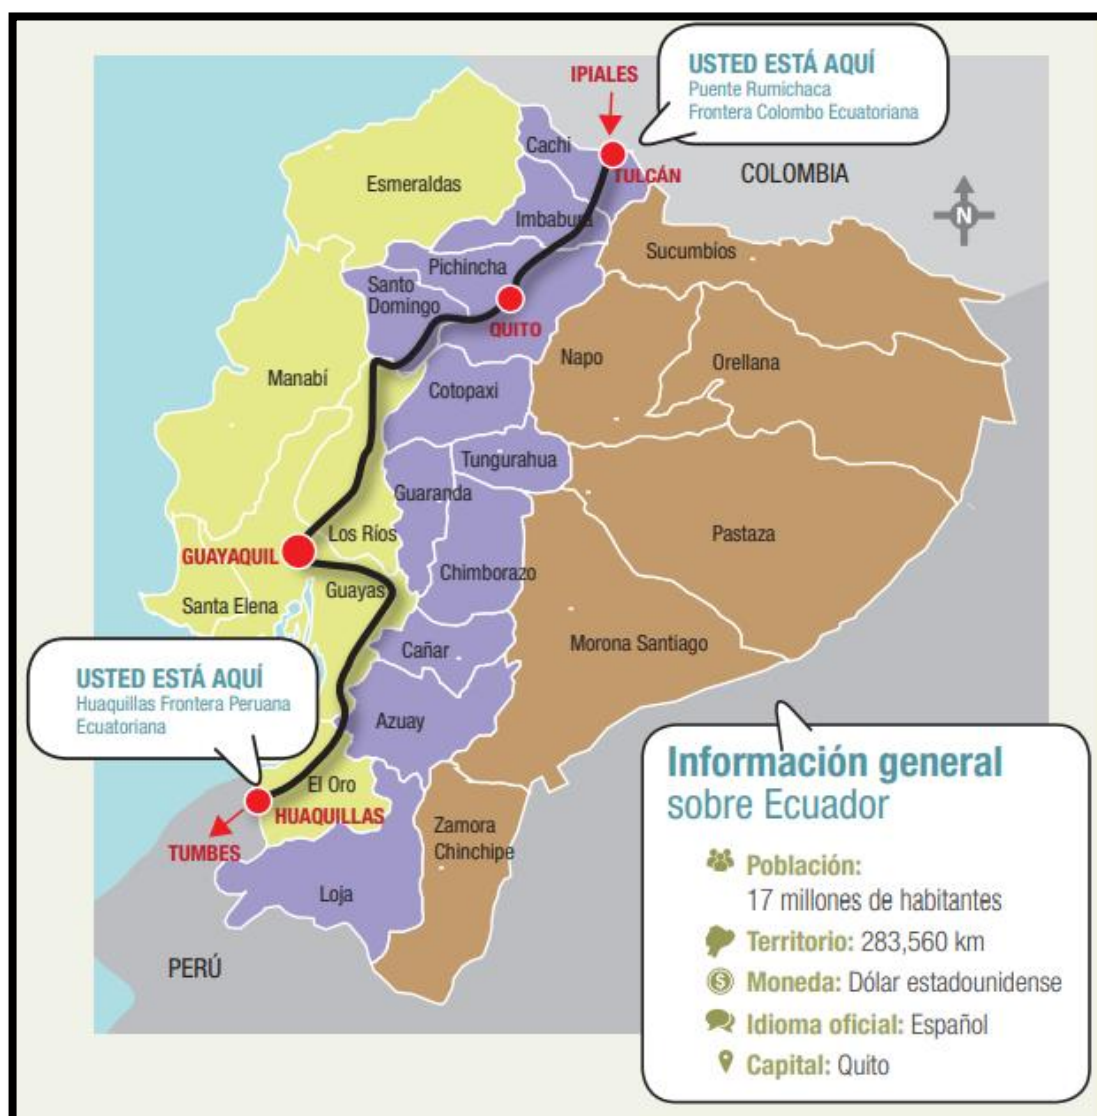 IPIALES
USTED ESTÁ AQUÍ
Puente Rumichaca
Frontera Colombo Ecuatoriana
Cachi
TULCÁN
COLOMBIA
Esmeraldas
N
Imbabura
Sucumbíos
Pichincha
Santo
Domingo
QUITO
Napo
Orellana
Manabí
Cotopaxi
Tungurahua
Guaranda
Los Ríos
Pastaza
GUAYAQUIL
Chimborazo
Guayas
Santa Elena
Morona Santiago
Cañar
USTED ESTÁ AQUÍ
Huaquillas Frontera Peruana
Ecuatoriana
Azuay
El Oro
HUAQUILLAS
TUMBES
Zamora
Chinchipe
Loja
PERÚ
Información general
sobre Ecuador
Población:
17 millones de habitantes
Territorio: 283,560 km
$ Moneda: Dólar estadounidense
Idioma oficial: Español
Capital: Quito